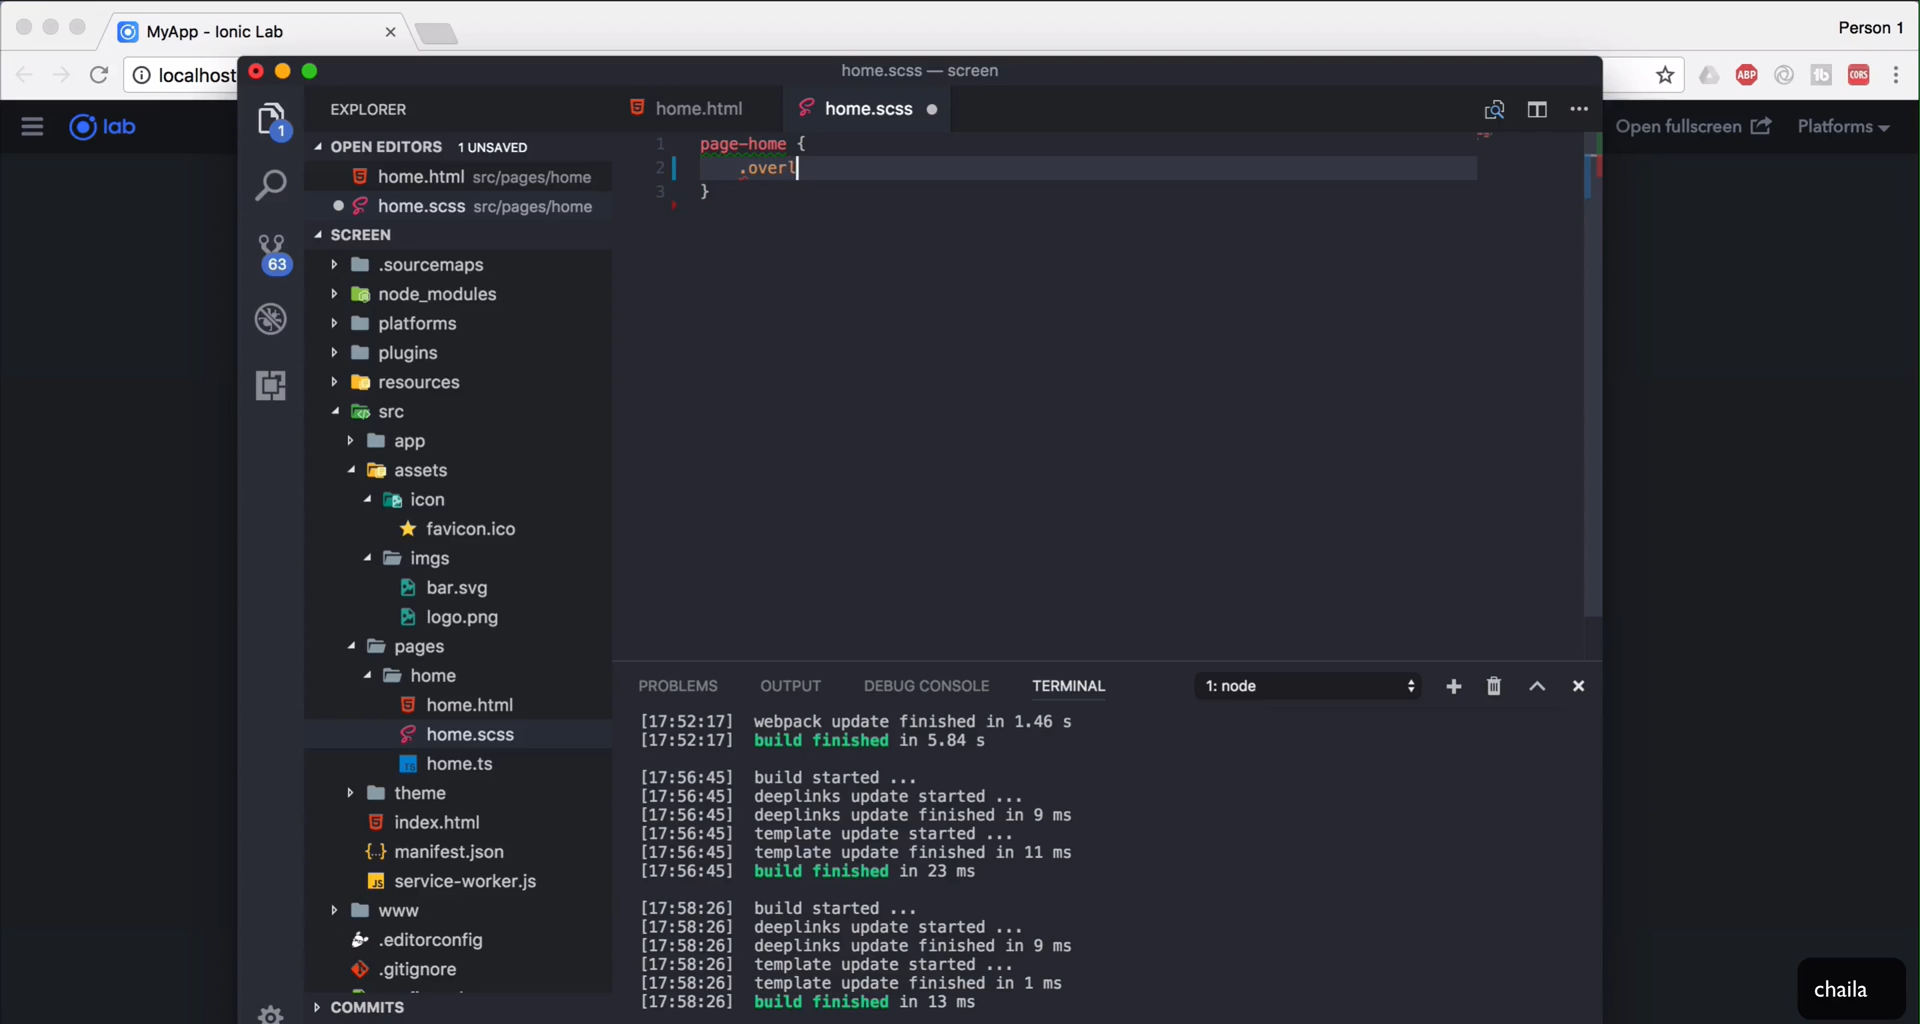 MyApp - Ionic Lab
Person 1
localhost
home.scss — screen
ABP
CORS
lab
Open fullscreen
Platforms
EXPLORER
home.html
home.scss
OPEN EDITORS 1 UNSAVED
home.html src/pages/home
home.scss src/pages/home
SCREEN
.sourcemaps
node_modules
platforms
plugins
resources
src
app
assets
icon
favicon.ico
imgs
bar.svg
logo.png
pages
home
home.html
home.scss
home.ts
theme
index.html
manifest.json
service-worker.js
www
.editorconfig
.gitignore
COMMITS
1
63
1 page-home {
2 .overl
3 }
PROBLEMS OUTPUT DEBUG CONSOLE TERMINAL
1: node
[17:52:17] webpack update finished in 1.46 s
[17:52:17] build finished in 5.84 s
[17:56:45] build started ...
[17:56:45] deeplinks update started ...
[17:56:45] deeplinks update finished in 9 ms
[17:56:45] template update started ...
[17:56:45] template update finished in 11 ms
[17:56:45] build finished in 23 ms
[17:58:26] build started ...
[17:58:26] deeplinks update started ...
[17:58:26] deeplinks update finished in 9 ms
[17:58:26] template update started ...
[17:58:26] template update finished in 1 ms
[17:58:26] build finished in 13 ms
chaila